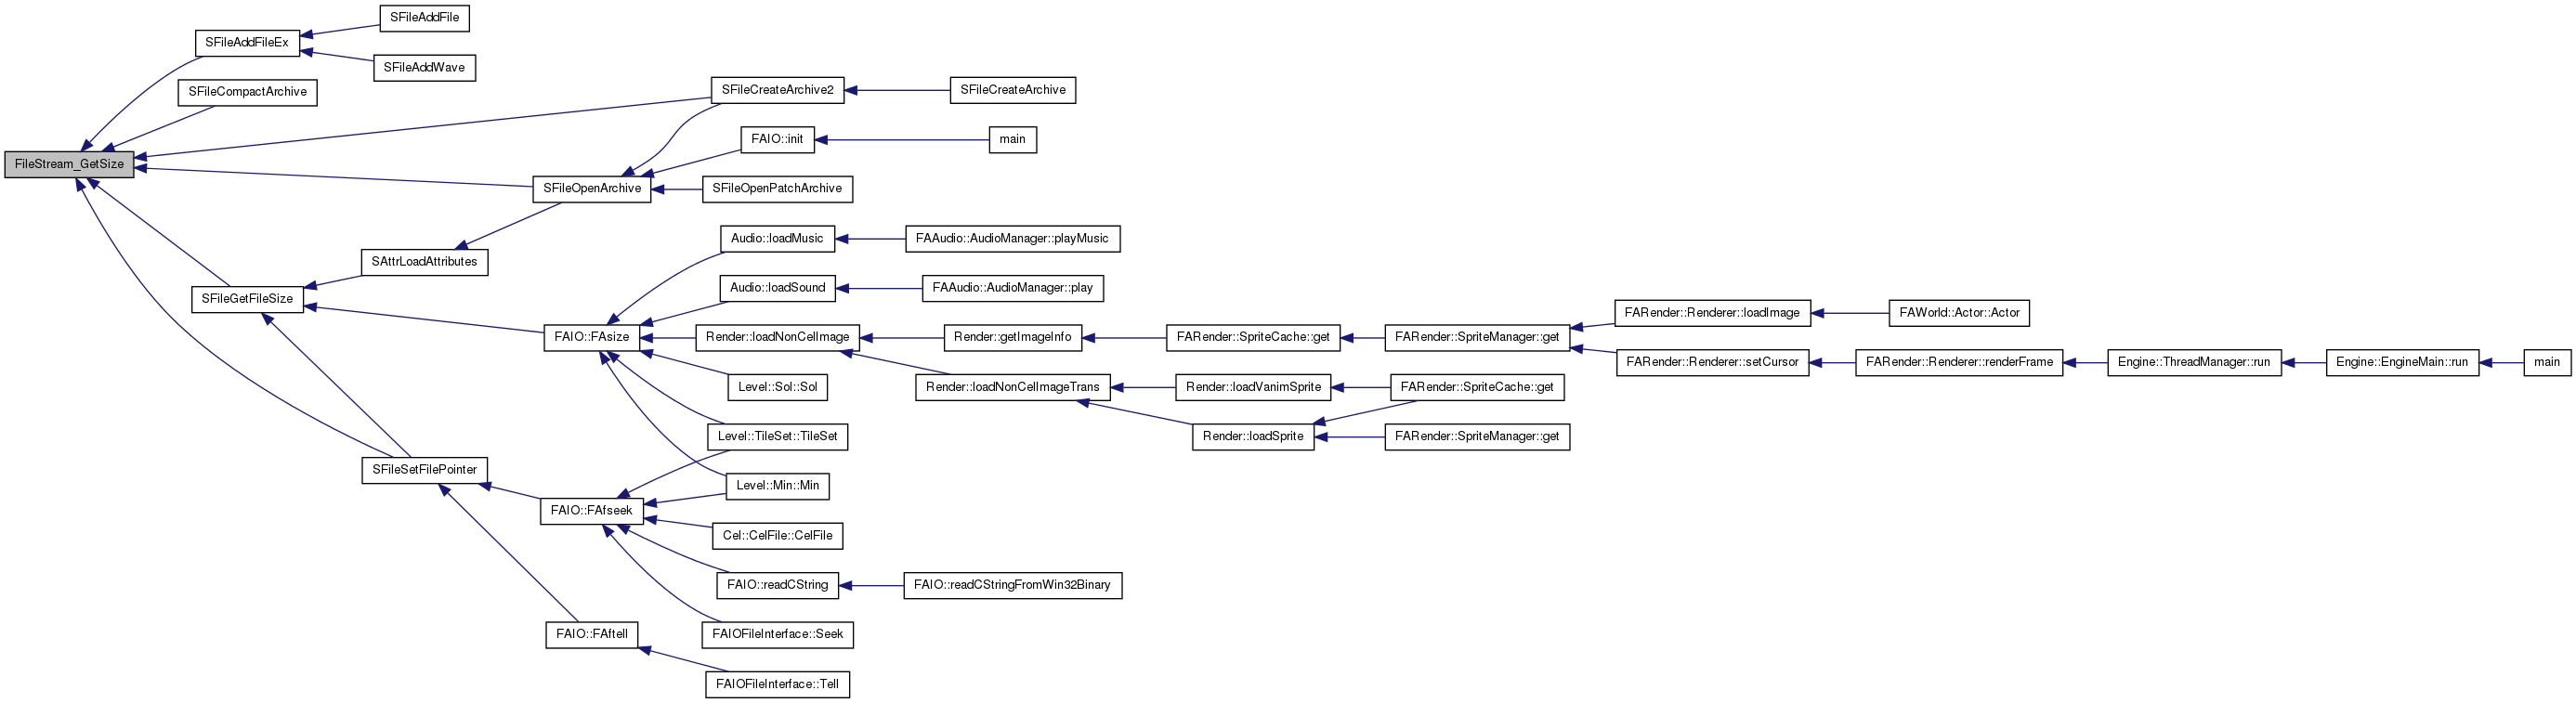 SFileAddFile
SFileAddFileEx
SFileAddWave
SFileCompactArchive
SFileCreateArchive2
SFileCreateArchive
FAIO::init
main
FileStream_GetSize
SFileOpenArchive
SFileOpenPatchArchive
Audio::loadMusic
FAAudio::AudioManager::playMusic
SAttrLoadAttributes
Audio::loadSound
FAAudio::AudioManager::play
SFileGetFileSize
FARender::Renderer::loadImage
FAWorld::Actor::Actor
FAIO::FAsize
Render::loadNonCelImage
Render::getImageInfo
FARender::SpriteCache::get
FARender::SpriteManager::get
FARender::Renderer::setCursor
FARender::Renderer::renderFrame
Engine::ThreadManager::run
Engine::EngineMain::run
main
Level::Sol::Sol
Render::loadNonCelImageTrans
Render::loadVanimSprite
FARender::SpriteCache::get
Level::TileSet::TileSet
Render::loadSprite
FARender::SpriteManager::get
SFileSetFilePointer
Level::Min::Min
FAIO::FAfseek
Cel::CelFile::CelFile
FAIO::readCString
FAIO::readCStringFromWin32Binary
FAIO::FAftell
FAIOFileInterface::Seek
FAIOFileInterface::Tell